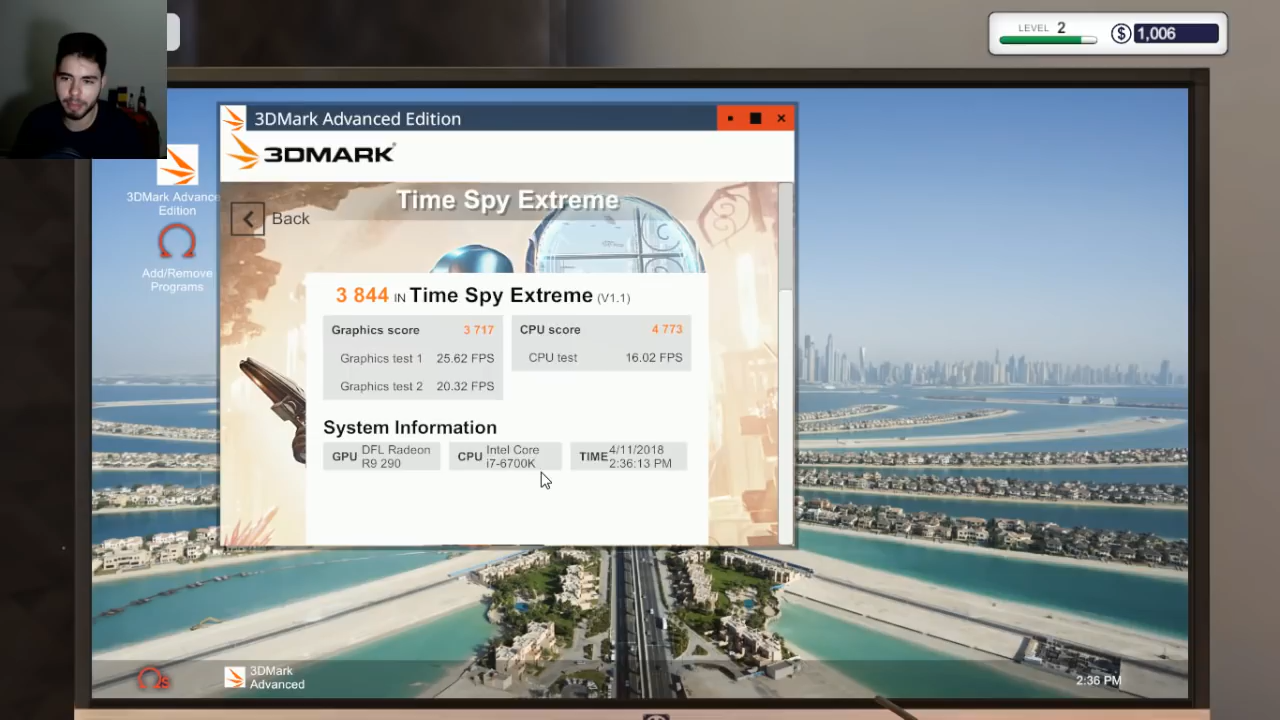 LEVEL 2
$ 1,006
3DMark Advanced Edition
3DMARK
3DMark Advance
Edition
Add/Remove
Programs
Back
Time Spy Extreme
3 844 IN Time Spy Extreme (V1.1)
Graphics score 3 717
Graphics test 1 25.62 FPS
Graphics test 2 20.32 FPS
CPU score 4 773
CPU test 16.02 FPS
System Information
GPU DFL Radeon
R9 290
CPU Intel Core
i7-6700K
TIME 4/11/2018
2:36:13 PM
3DMark
Advanced
2:36 PM